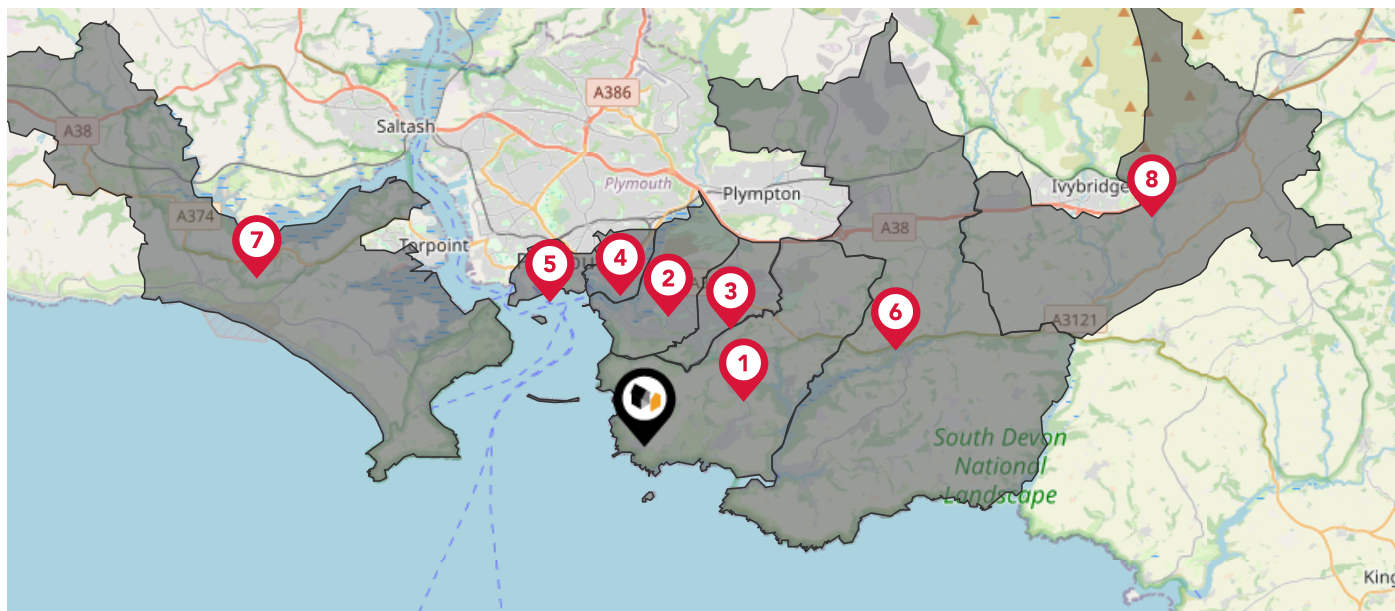 A386
A38
Saltash
Plymouth
Plympton
Ivybridge
8
A374
A38
7
Torpoint
5
4
2
3
6
A3121
1
South Devon
National
Landscape
King